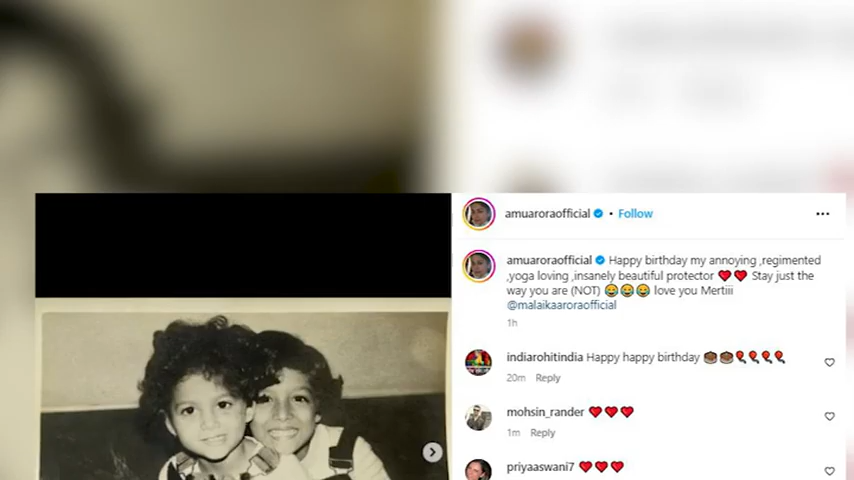 amuaroraofficial • Follow
amuaroraofficial Happy birthday my annoying ,regimented
,yoga loving ,insanely beautiful protector ❤️❤️ Stay just the
way you are (NOT) 😂😂😂 love you Mertiii
@malaikaaroraofficial
1h
indiarohitindia Happy happy birthday 🎂🎂🎈🎈🎈🎈
20m Reply
mohsin_rander ❤️❤️❤️
1m Reply
priyaaswani7 ❤️❤️❤️